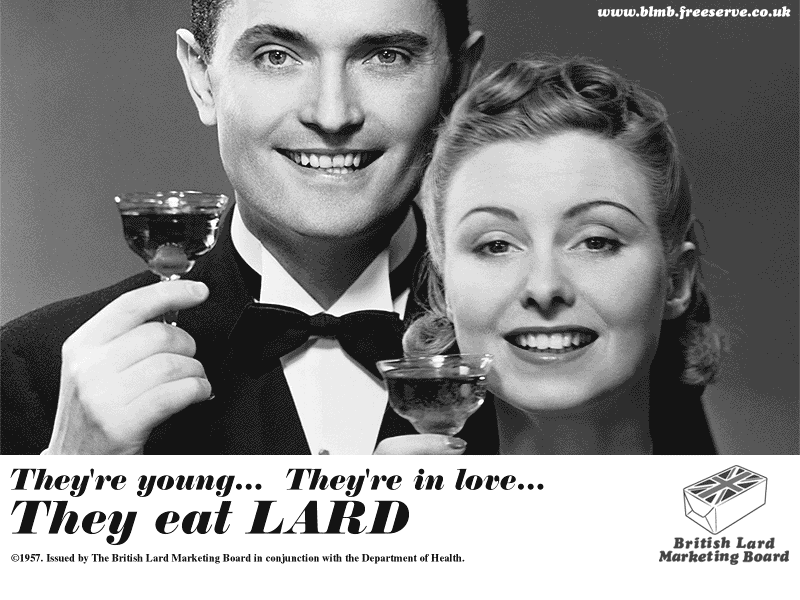 www.blmb.freeserve.co.uk
They're young... They're in love...
They eat LARD
©1957. Issued by The British Lard Marketing Board in conjunction with the Department of Health.
British Lard
Marketing Board